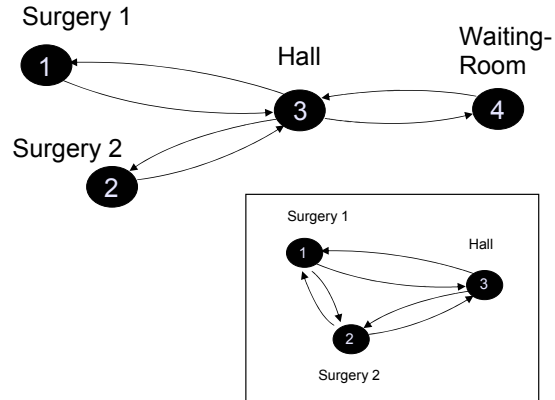 Surgery 1
1
Hall
3
Waiting-
Room
4
Surgery 2
2
Surgery 1
1
Hall
3
2
Surgery 2